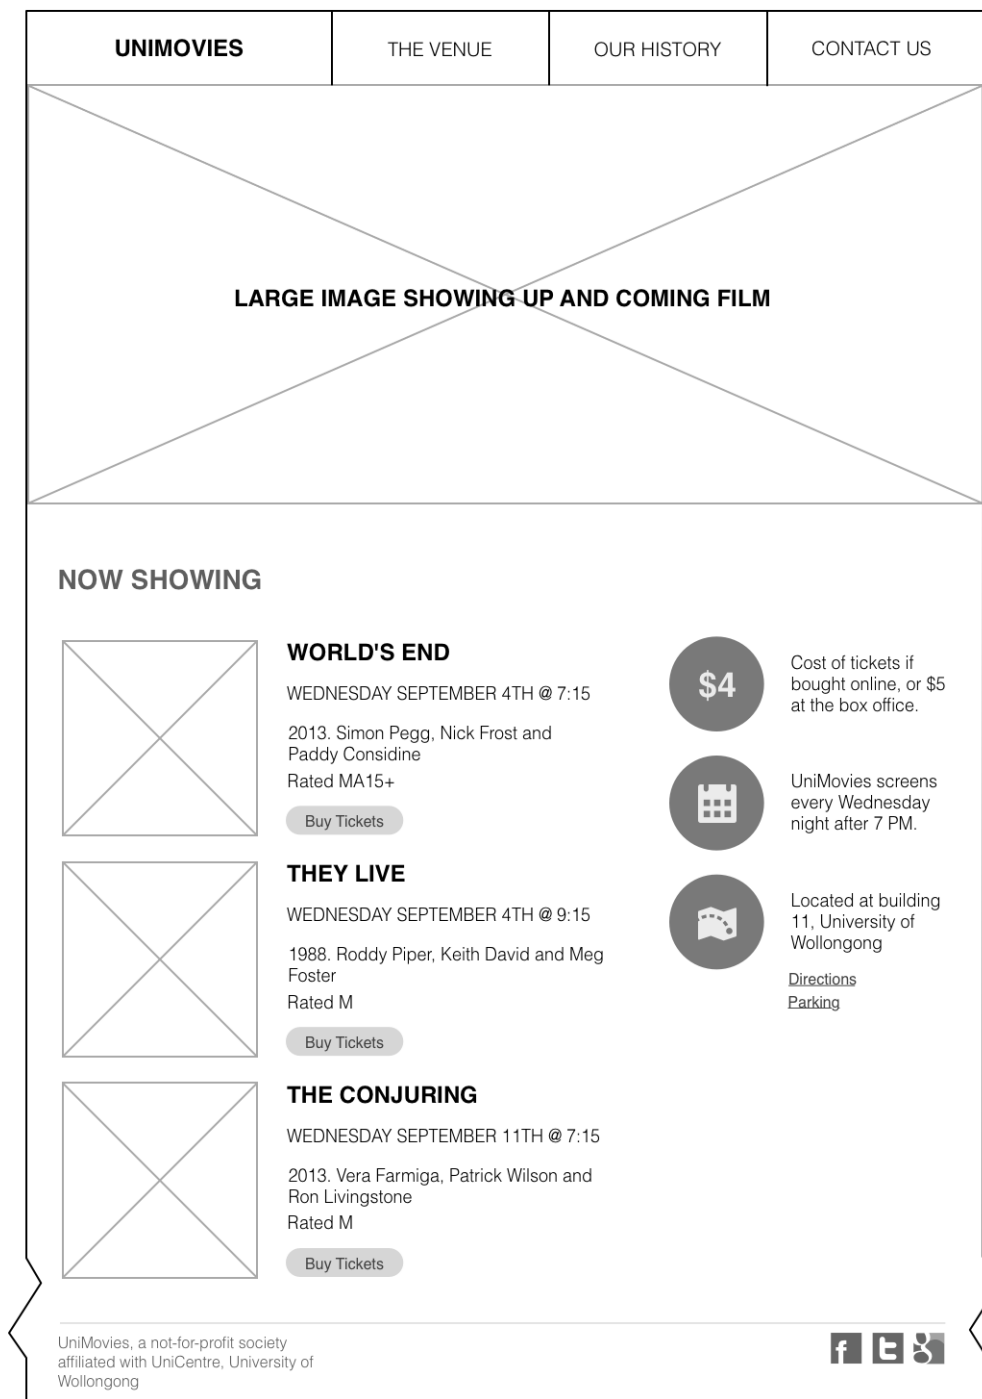 UNIMOVIES
THE VENUE
OUR HISTORY
CONTACT US
LARGE IMAGE SHOWING UP AND COMING FILM
NOW SHOWING
WORLD'S END
WEDNESDAY SEPTEMBER 4TH @ 7:15
2013. Simon Pegg, Nick Frost and
Paddy Considine
Rated MA15+
Buy Tickets
THEY LIVE
WEDNESDAY SEPTEMBER 4TH @ 9:15
1988. Roddy Piper, Keith David and Meg
Foster
Rated M
Buy Tickets
THE CONJURING
WEDNESDAY SEPTEMBER 11TH @ 7:15
2013. Vera Farmiga, Patrick Wilson and
Ron Livingstone
Rated M
Buy Tickets
$4
Cost of tickets if
bought online, or $5
at the box office.
UniMovies screens
every Wednesday
night after 7 PM.
Located at building
11, University of
Wollongong
Directions
Parking
UniMovies, a not-for-profit society
affiliated with UniCentre, University of
Wollongong
f
t
g